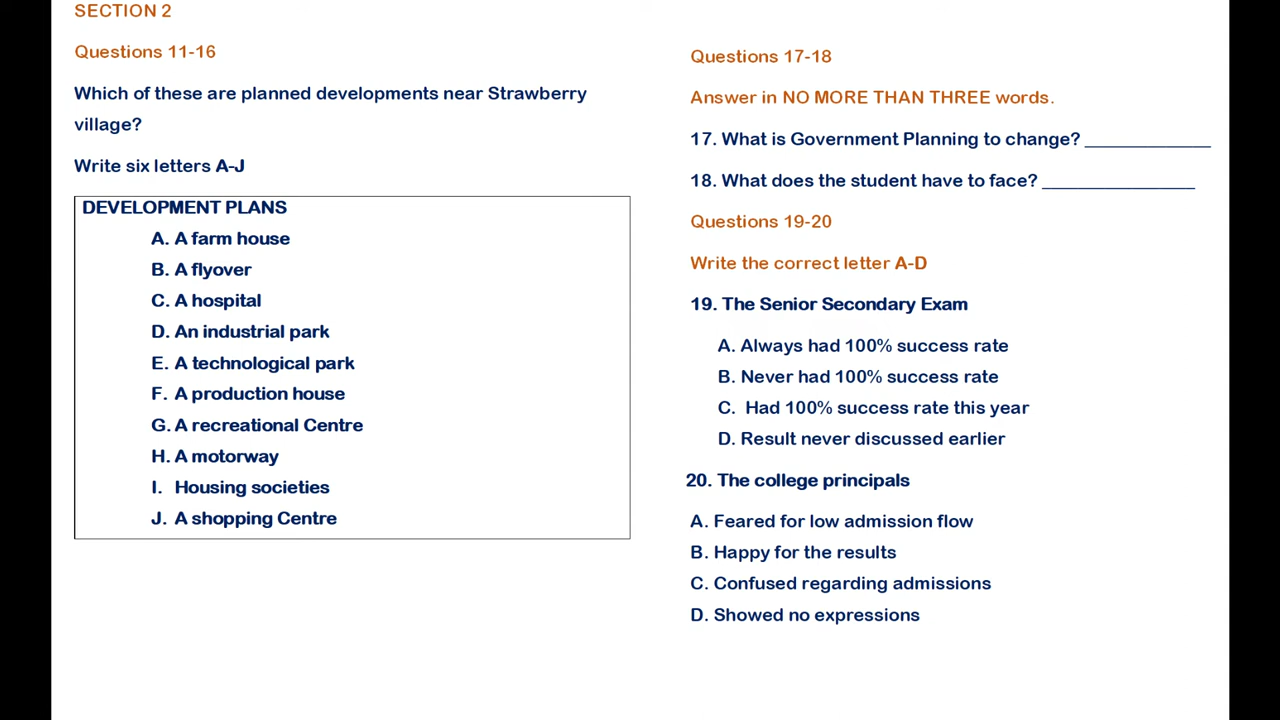 SECTION 2
Questions 11-16
Which of these are planned developments near Strawberry
village?
Write six letters A-J
DEVELOPMENT PLANS
A. A farm house
B. A flyover
C. A hospital
D. An industrial park
E. A technological park
F. A production house
G. A recreational Centre
H. A motorway
I. Housing societies
J. A shopping Centre
Questions 17-18
Answer in NO MORE THAN THREE words.
17. What is Government Planning to change? ______________
18. What does the student have to face? _________________
Questions 19-20
Write the correct letter A-D
19. The Senior Secondary Exam
A. Always had 100% success rate
B. Never had 100% success rate
C. Had 100% success rate this year
D. Result never discussed earlier
20. The college principals
A. Feared for low admission flow
B. Happy for the results
C. Confused regarding admissions
D. Showed no expressions